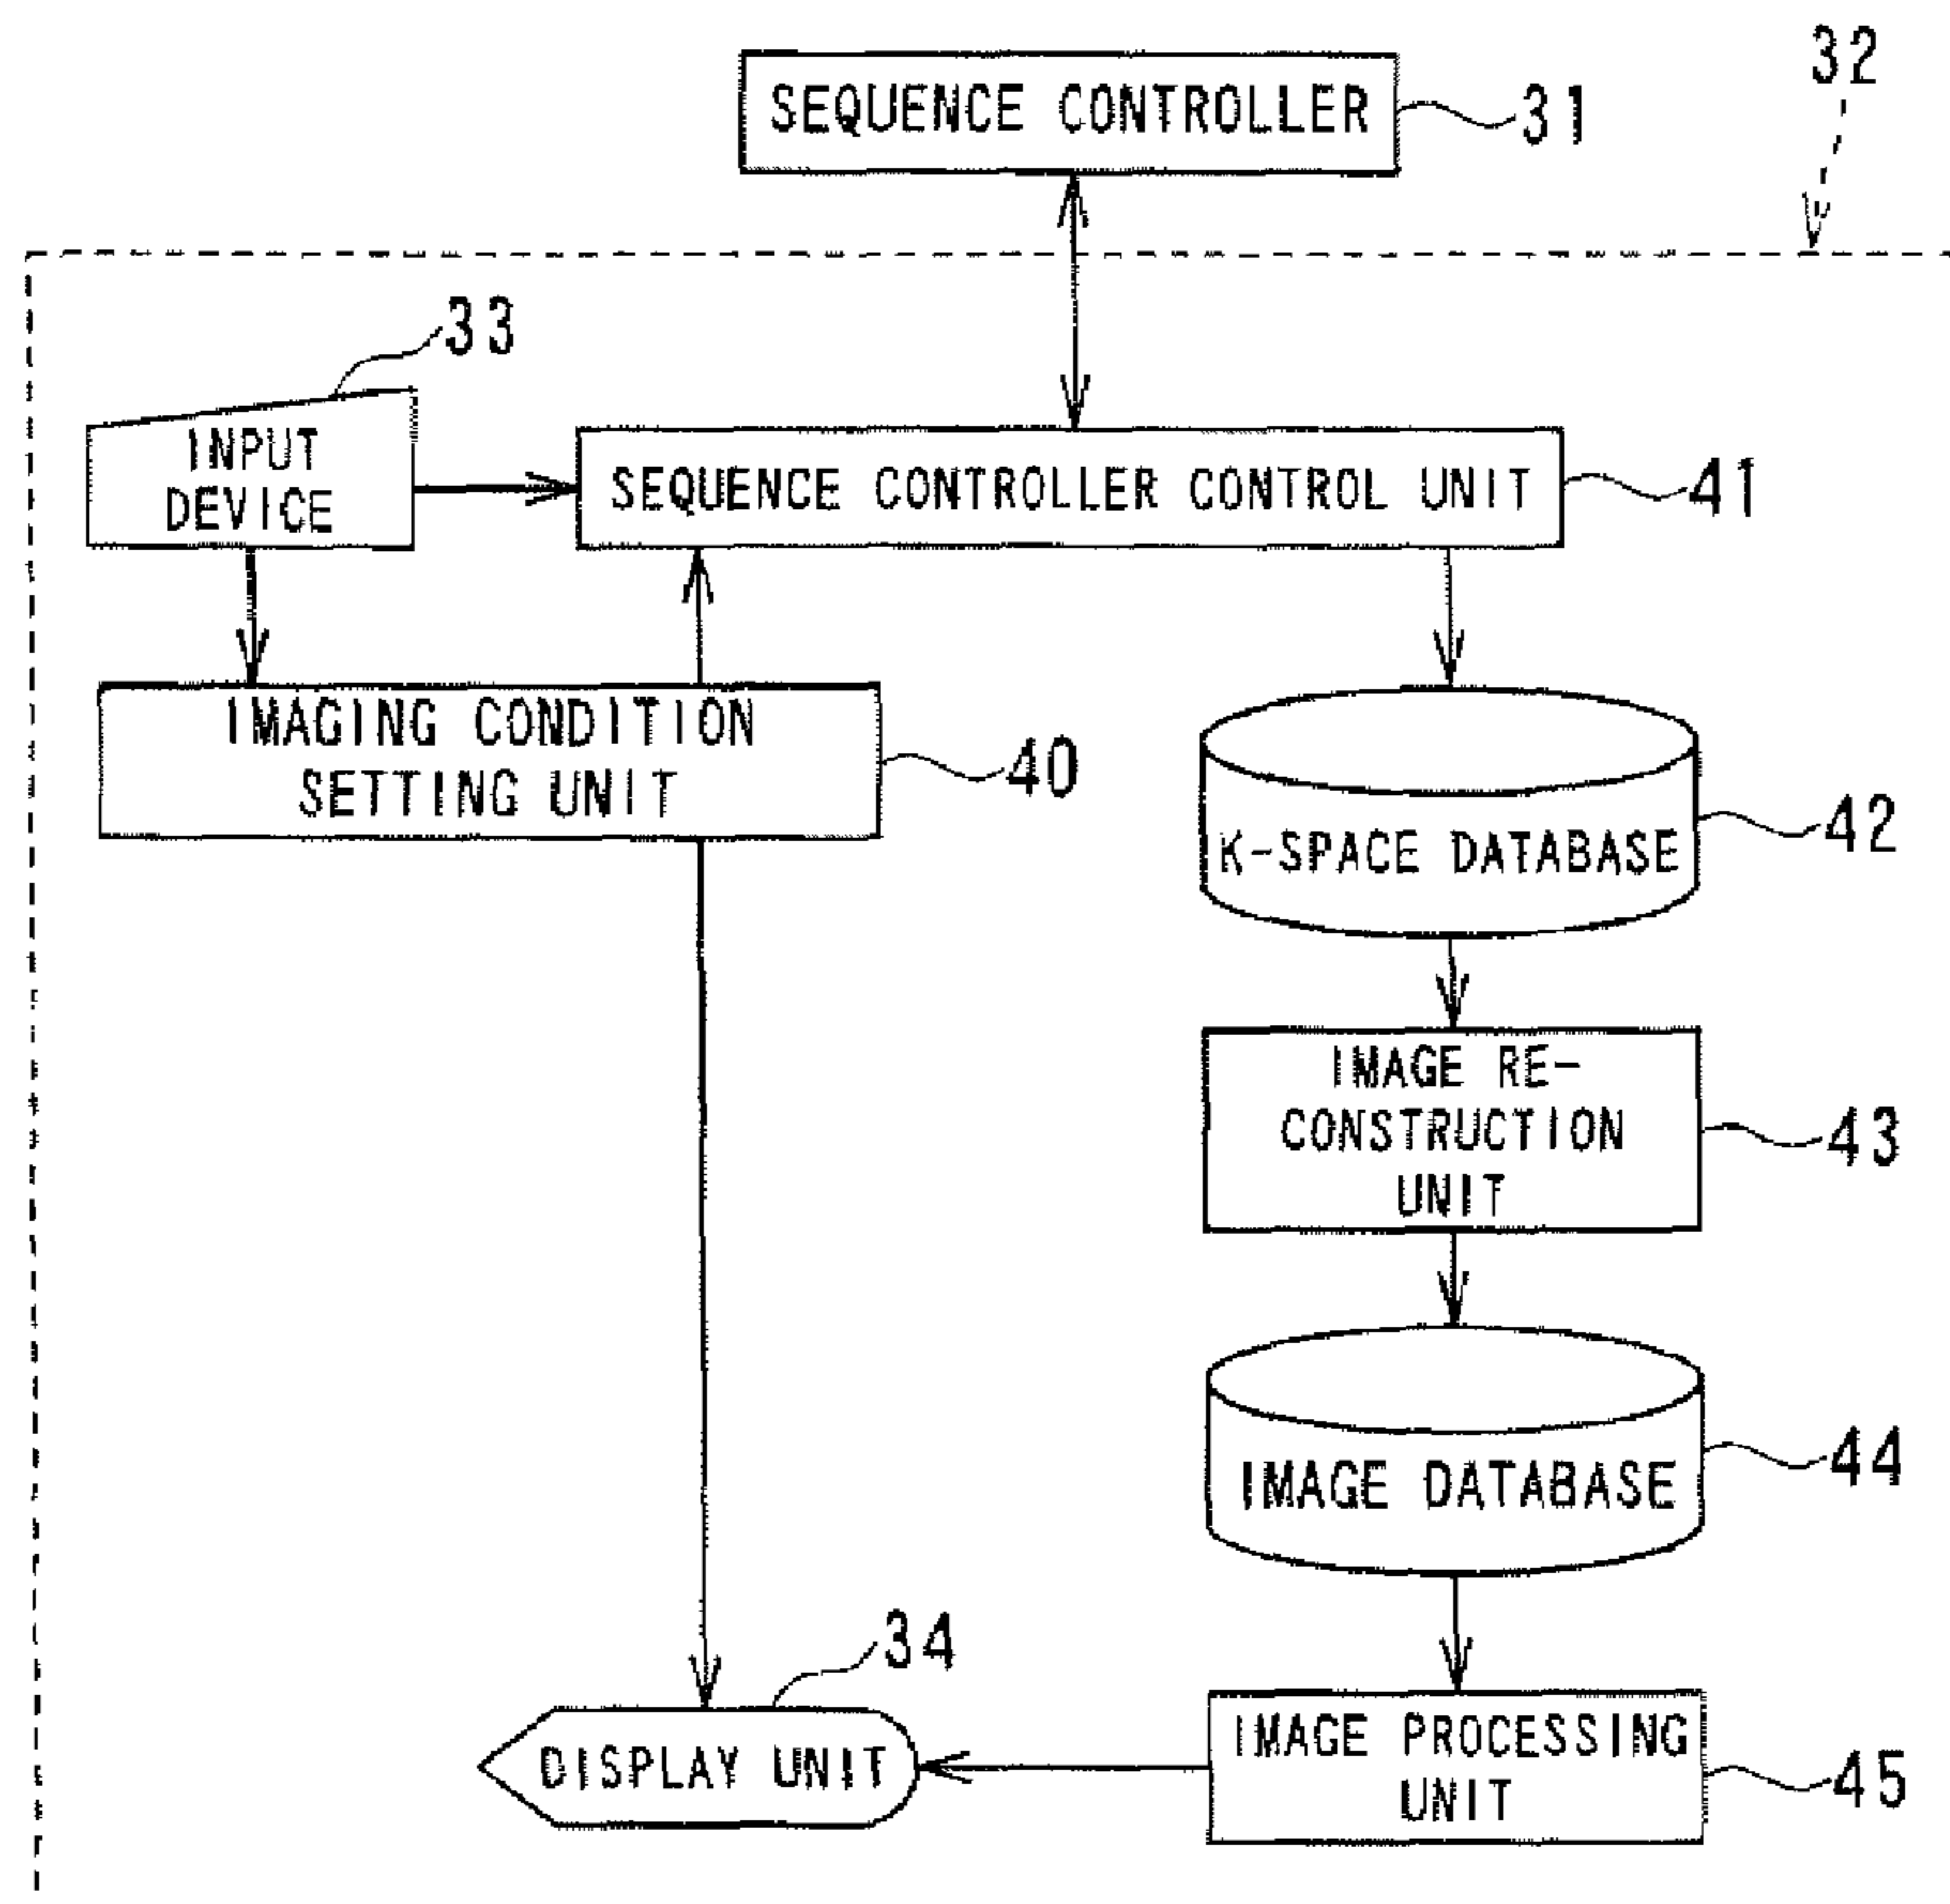 32
SEQUENCE CONTROLLER
31
33
INPUT
DEVICE
SEQUENCE CONTROLLER CONTROL UNIT
41
IMAGING CONDITION
SETTING UNIT
40
K-SPACE DATABASE
42
IMAGE RE-
CONSTRUCTION
UNIT
43
IMAGE DATABASE
44
34
DISPLAY UNIT
IMAGE PROCESSING
UNIT
45